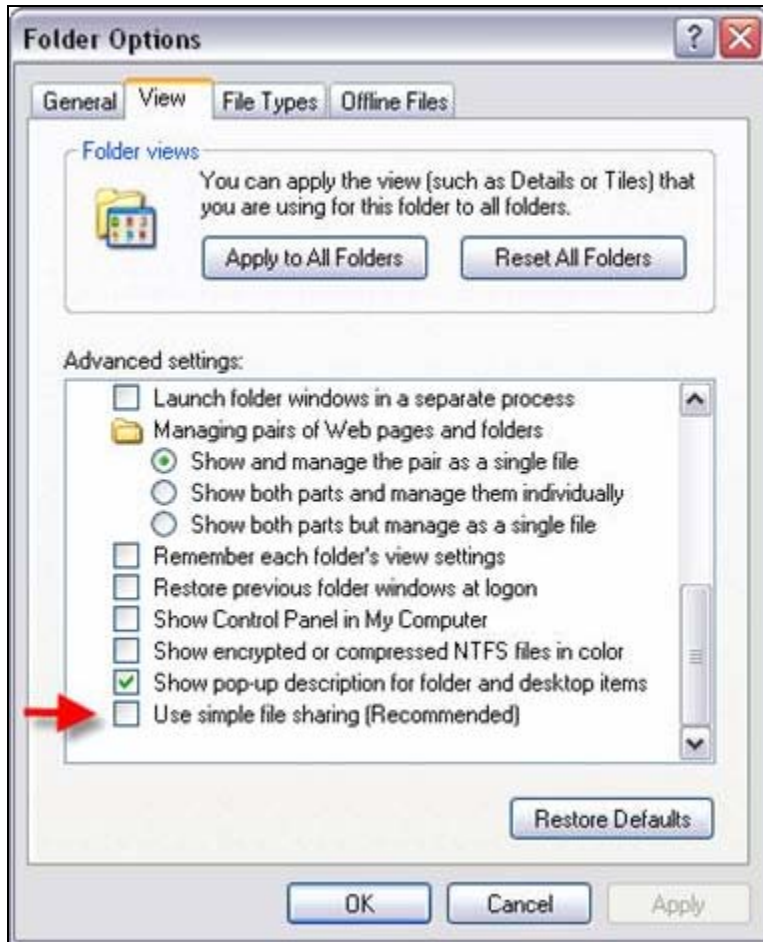 Folder Options
General View File Types Offline Files
Folder views
You can apply the view (such as Details or Tiles) that
you are using for this folder to all folders.
Apply to All Folders Reset All Folders
Advanced settings:
Launch folder windows in a separate process
Managing pairs of Web pages and folders
Show and manage the pair as a single file
Show both parts and manage them individually
Show both parts but manage as a single file
Remember each folder's view settings
Restore previous folder windows at logon
Show Control Panel in My Computer
Show encrypted or compressed NTFS files in color
Show pop-up description for folder and desktop items
Use simple file sharing (Recommended)
Restore Defaults
OK Cancel Apply